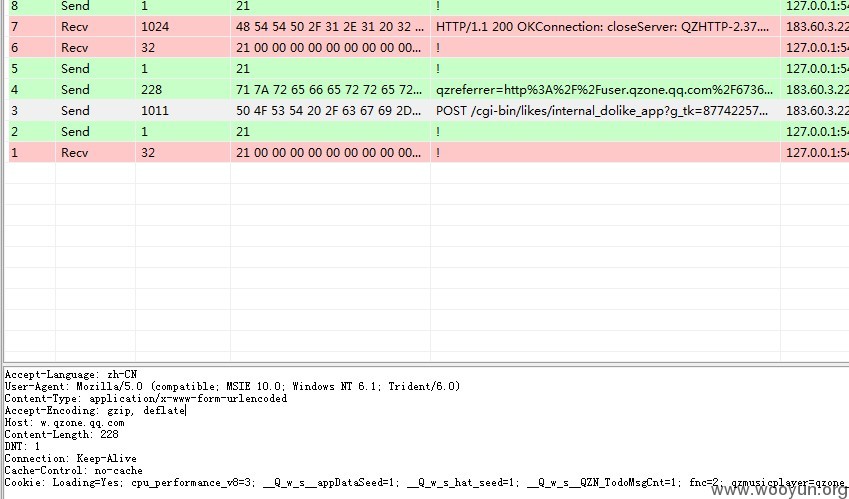 8 Send 1 21 ! 127.0.0.1:54
7 Recv 1024 48 54 54 50 2F 31 2E 31 20 32 ... HTTP/1.1 200 OKConnection: closeServer: QZHTTP-2.37.... 183.60.3.22
6 Recv 32 21 00 00 00 00 00 00 00 00 00... ! 183.60.3.22
5 Send 1 21 ! 127.0.0.1:54
4 Send 228 71 7A 72 65 66 65 72 72 65 72... qzreferrer=http%3A%2F%2Fuser.qzone.qq.com%2F6736... 183.60.3.22
3 Send 1011 50 4F 53 54 20 2F 63 67 69 2D... POST /cgi-bin/likes/internal_dolike_app?g_tk=87742257... 183.60.3.22
2 Send 1 21 ! 127.0.0.1:54
1 Recv 32 21 00 00 00 00 00 00 00 00 00... ! 127.0.0.1:54
Accept-Language: zh-CN
User-Agent: Mozilla/5.0 (compatible; MSIE 10.0; Windows NT 6.1; Trident/6.0)
Content-Type: application/x-www-form-urlencoded
Accept-Encoding: gzip, deflate
Host: w.qzone.qq.com
Content-Length: 228
DNT: 1
Connection: Keep-Alive
Cache-Control: no-cache
Cookie: Loading=Yes; cpu_performance_v8=3; __Q_w_s__appDataSeed=1; __Q_w_s_hat_seed=1; __Q_w_s__QZN_TodoMsgCnt=1; fnc=2; qzmusicplayer=qzone_
www.wooyun.org